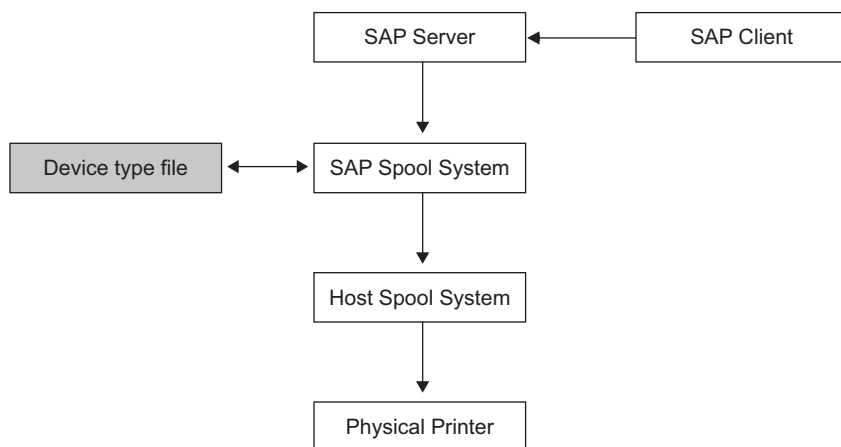 SAP Server
SAP Client
Device type file
SAP Spool System
Host Spool System
Physical Printer